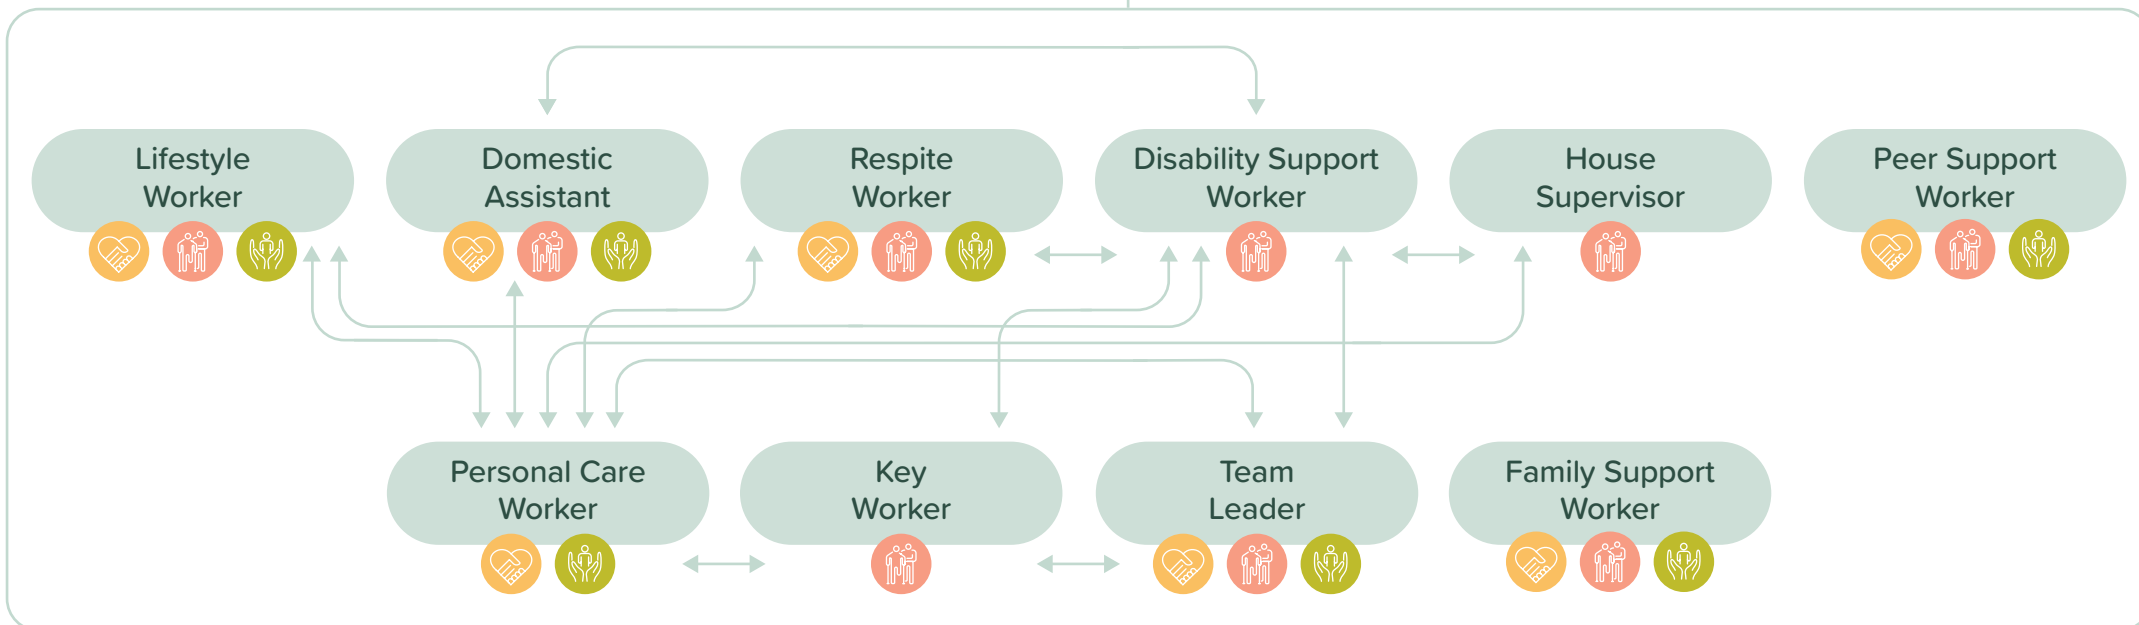 Lifestyle
Worker
Domestic
Assistant
Respite
Worker
Disability Support
Worker
House
Supervisor
Peer Support
Worker
Personal Care
Worker
Key
Worker
Team
Leader
Family Support
Worker